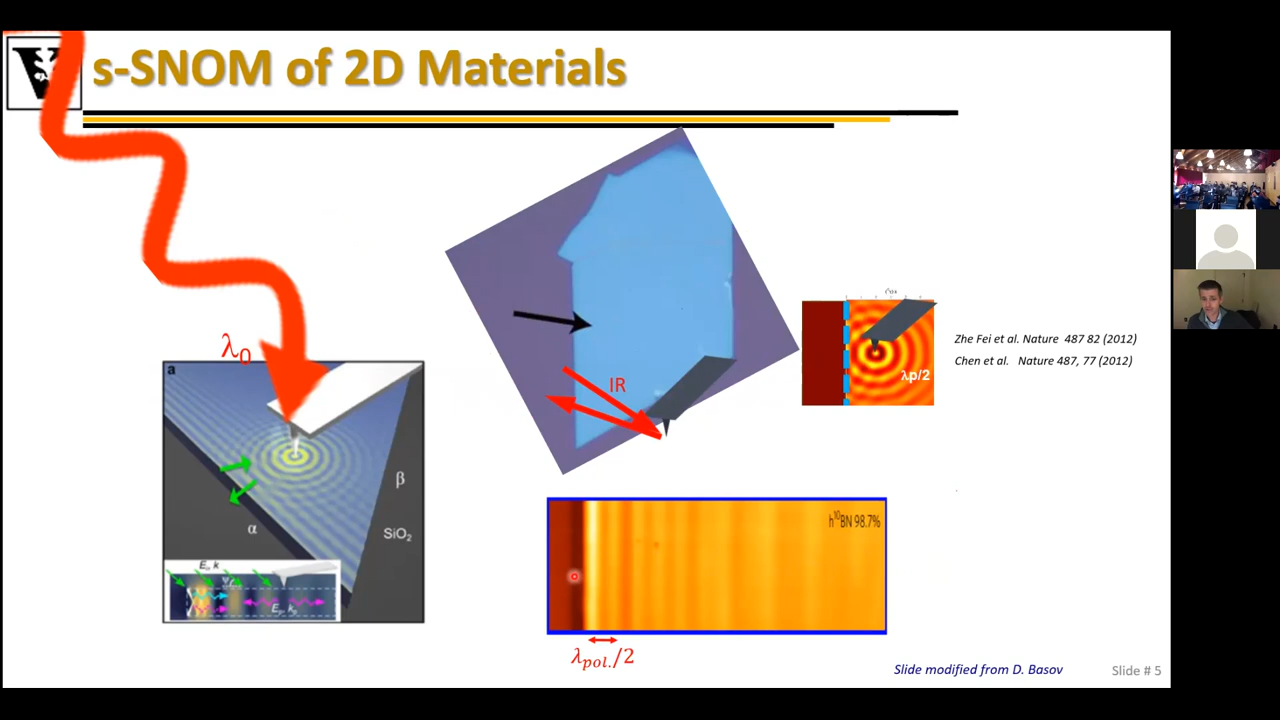 s-SNOM of 2D Materials
λ0
a
α
β
SiO2
IR
λp/2
Zhe Fei et al. Nature 487 82 (2012)
Chen et al. Nature 487, 77 (2012)
h10BN 98.7%
λpol./2
Slide modified from D. Basov
Slide # 5